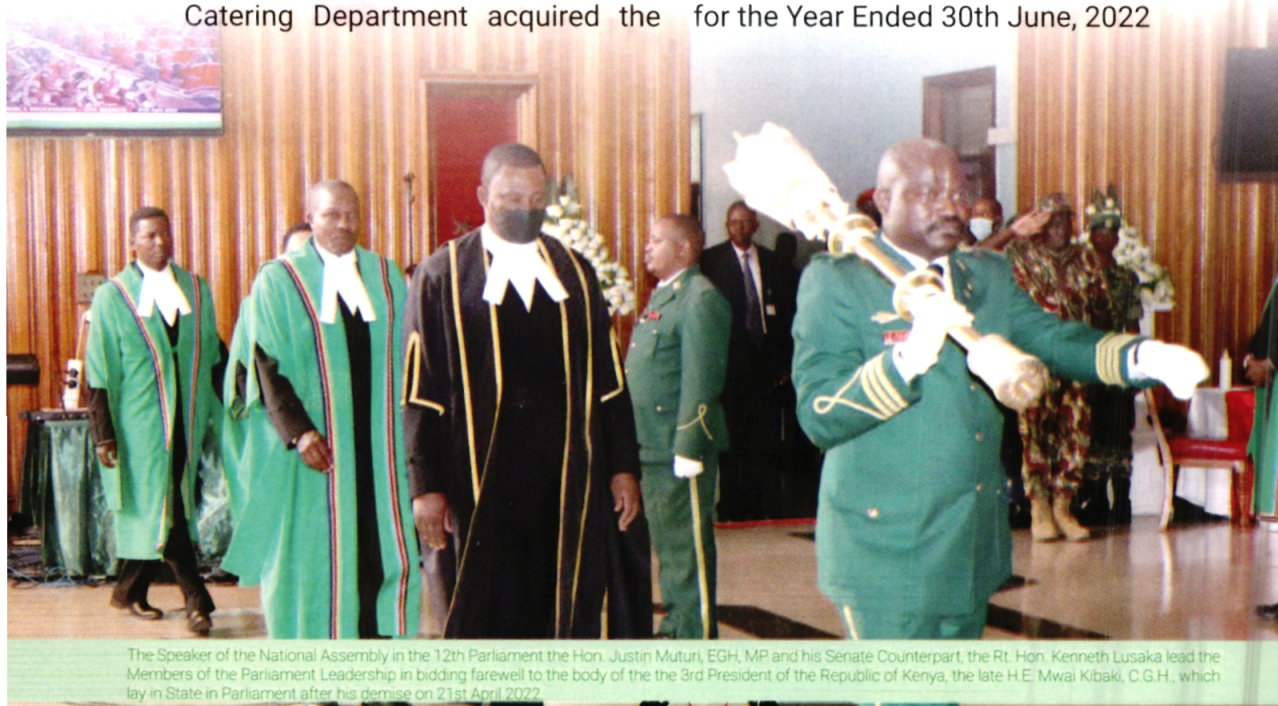 Catering Department acquired the for the Year Ended 30th June, 2022
The Speaker of the National Assembly in the 12th Parliament the Hon. Justin Muturi, EGH, MP and his Senate Counterpart, the Rt. Hon. Kenneth Lusaka lead the
Members of the Parliament Leadership in bidding farewell to the body of the the 3rd President of the Republic of Kenya, the late H.E. Mwai Kibaki, C.G.H., which
lay in State in Parliament after his demise on 21st April 2022.